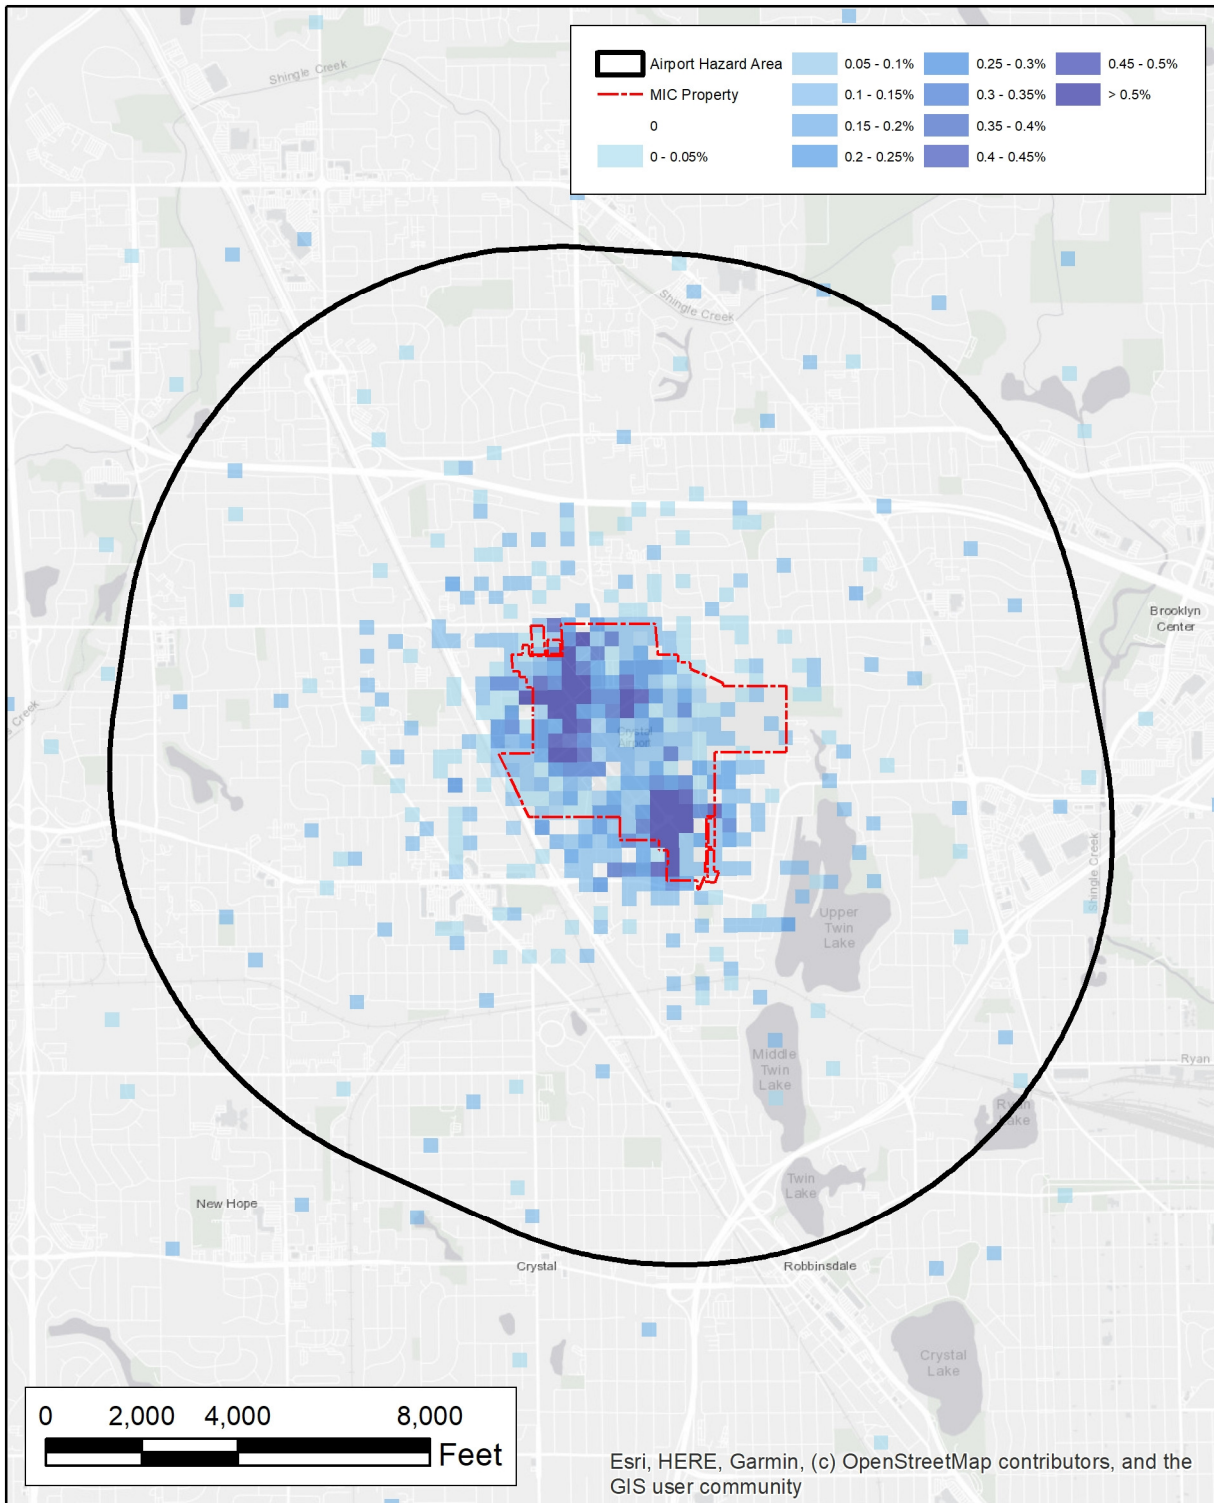 Shingle Creek
Airport Hazard Area
MIC Property
0
0 - 0.05%
0.05 - 0.1%
0.1 - 0.15%
0.15 - 0.2%
0.2 - 0.25%
0.25 - 0.3%
0.3 - 0.35%
0.35 - 0.4%
0.4 - 0.45%
0.45 - 0.5%
> 0.5%
Shingle Creek
Brooklyn
Center
Creek
Crystal
Airport
Shingle Creek
Upper
Twin
Lake
Middle
Twin
Lake
Ryan
Ryan
Lake
Twin
Lake
New Hope
Crystal
Robbinsdale
Crystal
Lake
0 2,000 4,000 8,000
Feet
Esri, HERE, Garmin, (c) OpenStreetMap contributors, and the
GIS user community